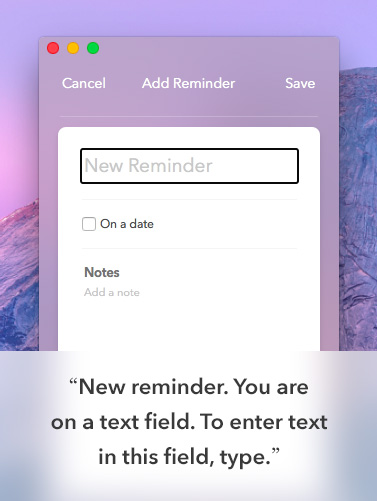 Cancel Add Reminder Save
New Reminder
On a date
Notes
Add a note
“New reminder. You are
on a text field. To enter text
in this field, type.”